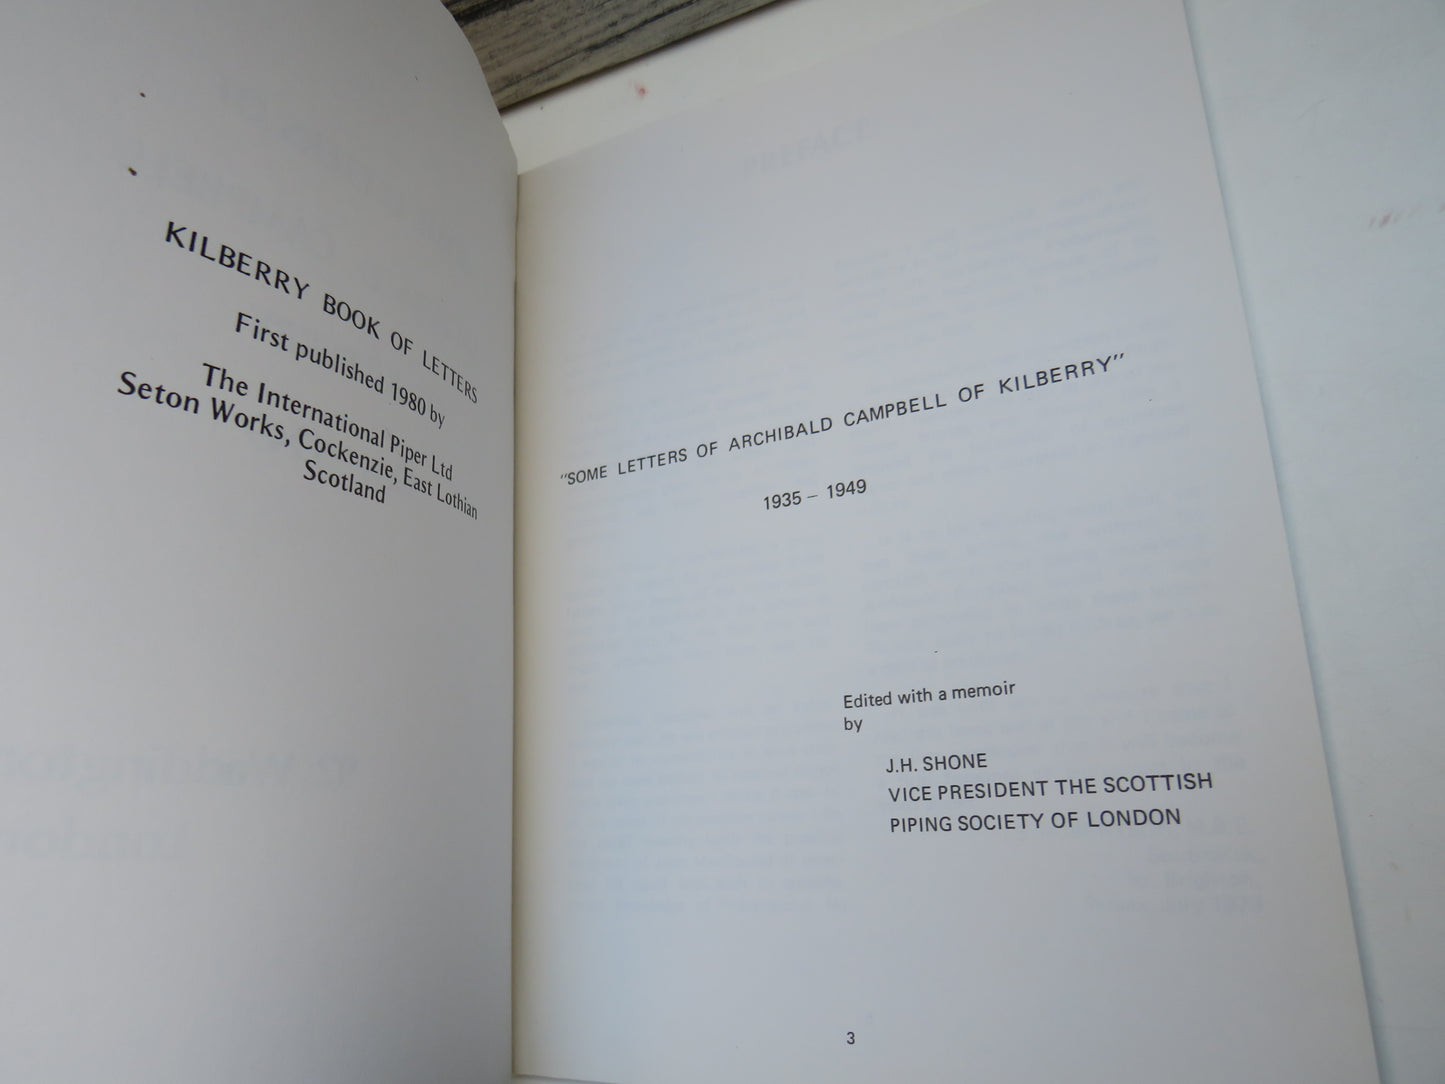 KILBERRY BOOK OF LETTERS
First published 1980 by
The International Piper Ltd
Seton Works, Cockenzie, East Lothian
Scotland
PREFACE
"SOME LETTERS OF ARCHIBALD CAMPBELL OF KILBERRY"
1935 – 1949
Edited with a memoir
by
J.H. SHONE
VICE PRESIDENT THE SCOTTISH
PIPING SOCIETY OF LONDON
3